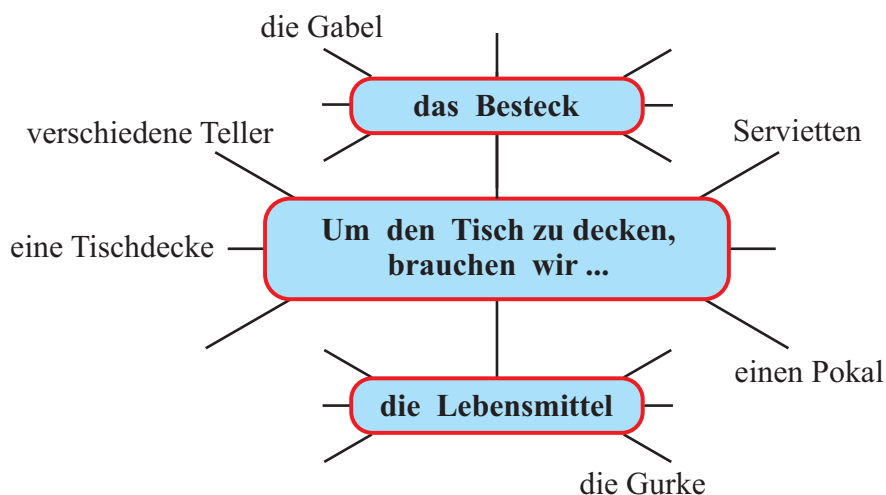 die Gabel
das Besteck
verschiedene Teller
Servietten
Um den Tisch zu decken,
brauchen wir ...
eine Tischdecke
einen Pokal
die Lebensmittel
die Gurke